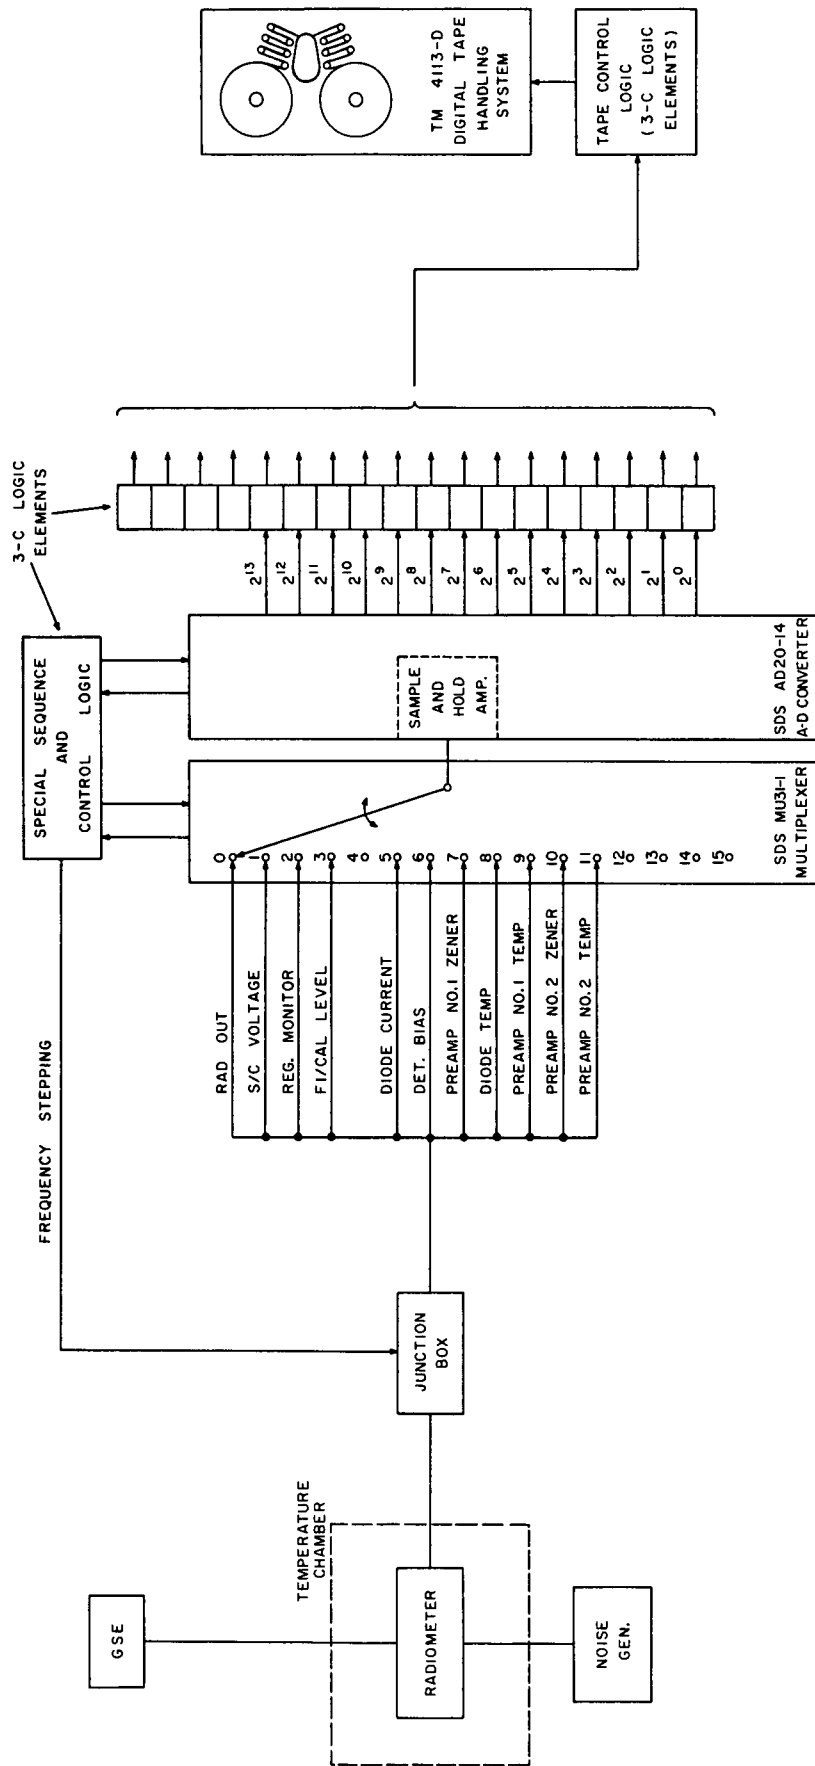 GSE
TEMPERATURE
CHAMBER
RADIOMETER
NOISE
GEN.
FREQUENCY STEPPING
JUNCTION
BOX
RAD OUT
S/C VOLTAGE
REG. MONITOR
FI/CAL LEVEL
DIODE CURRENT
DET. BIAS
PREAMP NO.1 ZENER
DIODE TEMP
PREAMP NO.1 TEMP
PREAMP NO.2 ZENER
PREAMP NO.2 TEMP
SPECIAL SEQUENCE
AND
CONTROL LOGIC
3-C LOGIC
ELEMENTS
0
1
2
3
4
5
6
7
8
9
10
11
12
13
14
15
SDS MU31-1
MULTIPLEXER
SAMPLE
AND
HOLD
AMP.
SDS AD20-14
A-D CONVERTER
2^13
2^12
2^11
2^10
2^9
2^8
2^7
2^6
2^5
2^4
2^3
2^2
2^1
2^0
TM 4113-D
DIGITAL TAPE
HANDLING
SYSTEM
TAPE CONTROL
LOGIC
(3-C LOGIC
ELEMENTS)